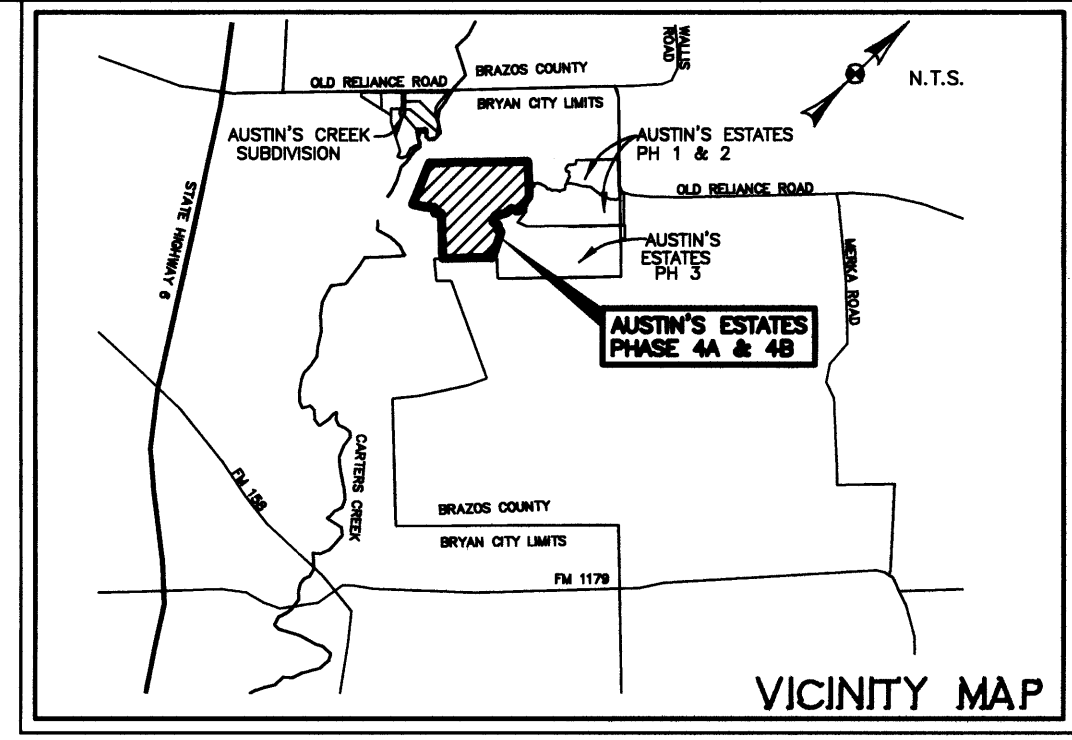 WALLIS
ROAD
BRAZOS COUNTY
OLD RELIANCE ROAD
N.T.S.
BRYAN CITY LIMITS
AUSTIN'S CREEK
SUBDIVISION
AUSTIN'S ESTATES
PH 1 & 2
OLD RELIANCE ROAD
STATE HIGHWAY 6
AUSTIN'S
ESTATES
PH 3
MERKA ROAD
AUSTIN'S ESTATES
PHASE 4A & 4B
CARTERS CREEK
FM 158
BRAZOS COUNTY
BRYAN CITY LIMITS
FM 1179
VICINITY MAP